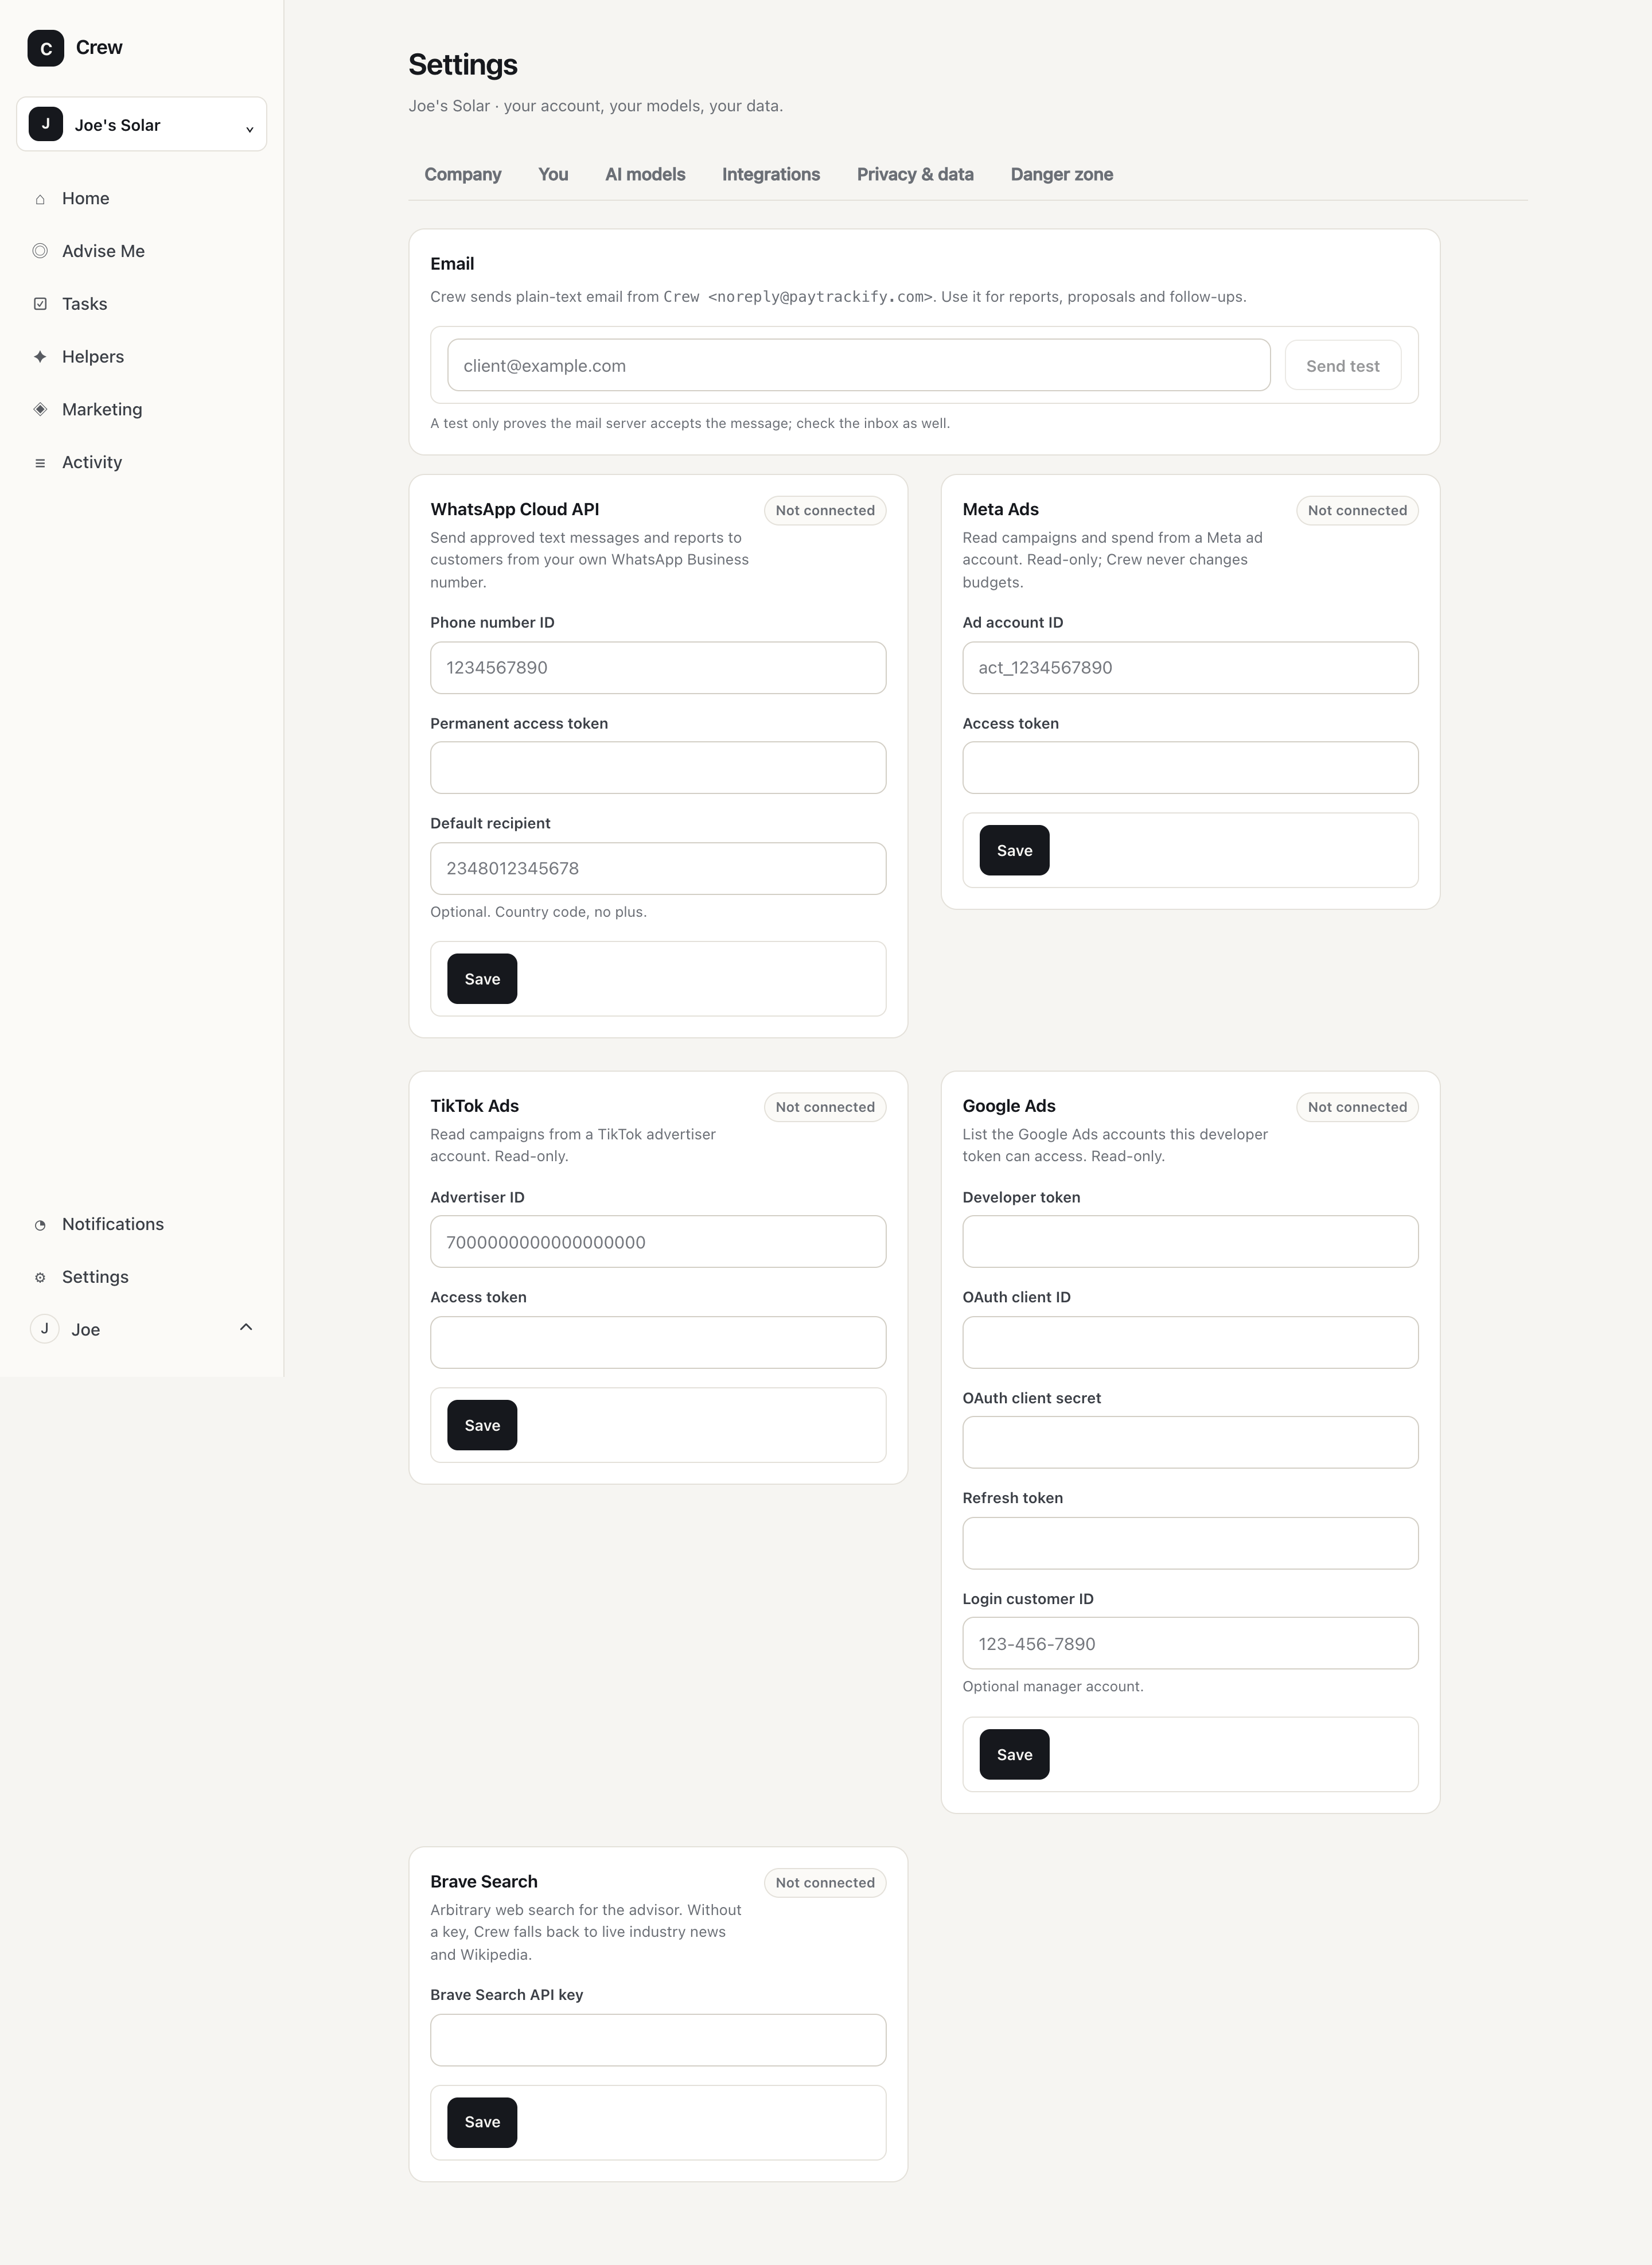 C Crew
J Joe's Solar
Home
Advise Me
Tasks
Helpers
Marketing
Activity
Notifications
Settings
J Joe
Settings
Joe's Solar · your account, your models, your data.
Company You AI models Integrations Privacy & data Danger zone
Email
Crew sends plain-text email from Crew <noreply@paytrackify.com>. Use it for reports, proposals and follow-ups.
client@example.com Send test
A test only proves the mail server accepts the message; check the inbox as well.
WhatsApp Cloud API Not connected
Send approved text messages and reports to
customers from your own WhatsApp Business
number.
Phone number ID
1234567890
Permanent access token
Default recipient
2348012345678
Optional. Country code, no plus.
Save
Meta Ads Not connected
Read campaigns and spend from a Meta ad
account. Read-only; Crew never changes
budgets.
Ad account ID
act_1234567890
Access token
Save
TikTok Ads Not connected
Read campaigns from a TikTok advertiser
account. Read-only.
Advertiser ID
7000000000000000000
Access token
Save
Google Ads Not connected
List the Google Ads accounts this developer
token can access. Read-only.
Developer token
OAuth client ID
OAuth client secret
Refresh token
Login customer ID
123-456-7890
Optional manager account.
Save
Brave Search Not connected
Arbitrary web search for the advisor. Without
a key, Crew falls back to live industry news
and Wikipedia.
Brave Search API key
Save